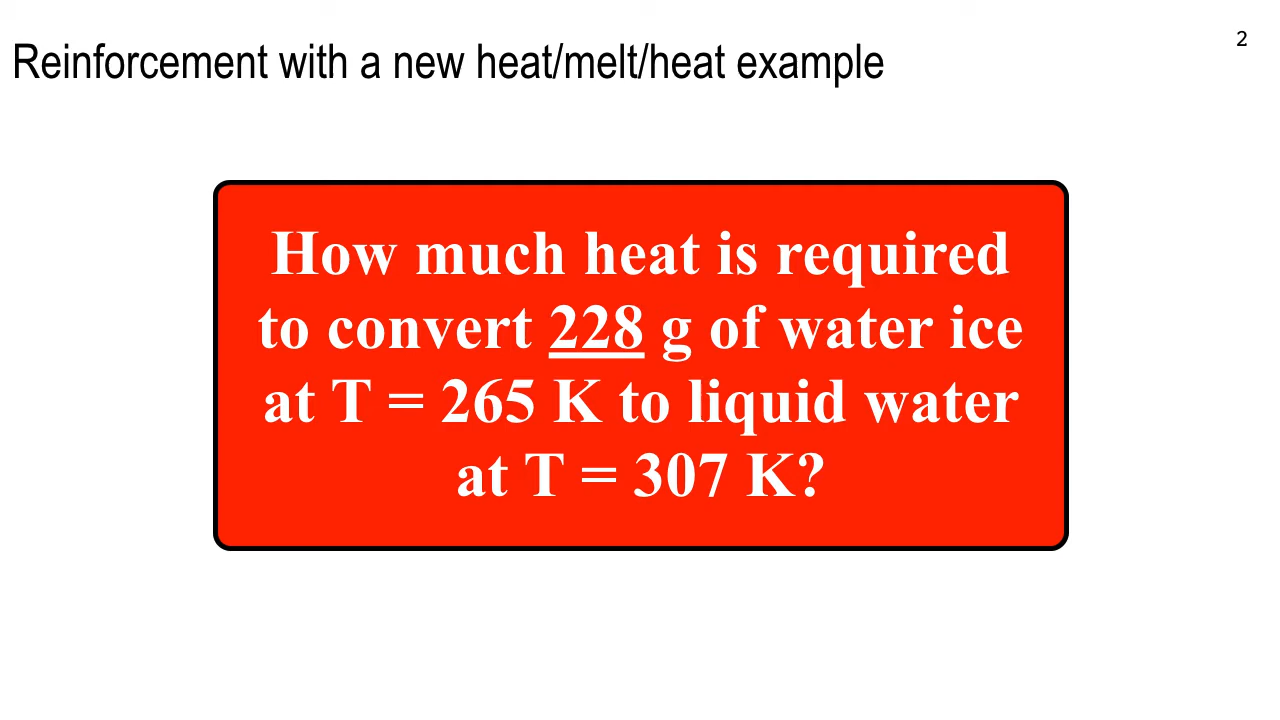 2
Reinforcement with a new heat/melt/heat example
How much heat is required
to convert 228 g of water ice
at T = 265 K to liquid water
at T = 307 K?